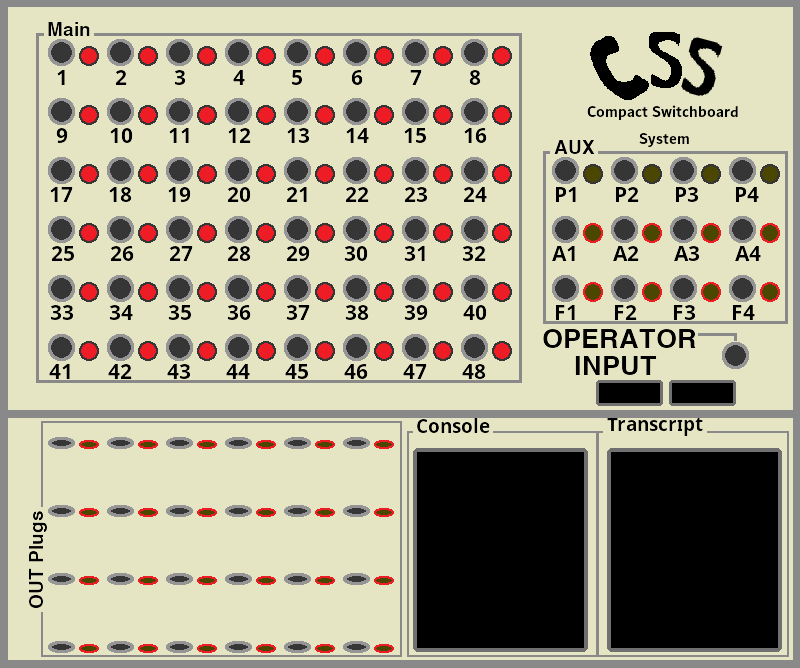 Main
1 2 3 4 5 6 7 8
9 10 11 12 13 14 15 16
17 18 19 20 21 22 23 24
25 26 27 28 29 30 31 32
33 34 35 36 37 38 39 40
41 42 43 44 45 46 47 48
CSS
Compact Switchboard
System
AUX
P1 P2 P3 P4
A1 A2 A3 A4
F1 F2 F3 F4
OPERATOR
INPUT
OUT Plugs
Console
Transcript